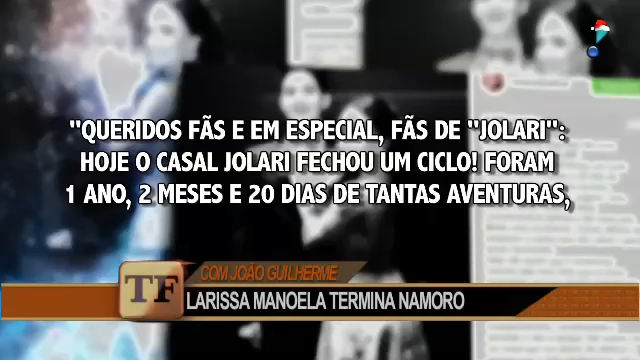 "QUERIDOS FÃS E EM ESPECIAL, FÃS DE "JOLARI":
HOJE O CASAL JOLARI FECHOU UM CICLO! FORAM
1 ANO, 2 MESES E 20 DIAS DE TANTAS AVENTURAS,
COM JOÃO GUILHERME
TF
LARISSA MANOELA TERMINA NAMORO